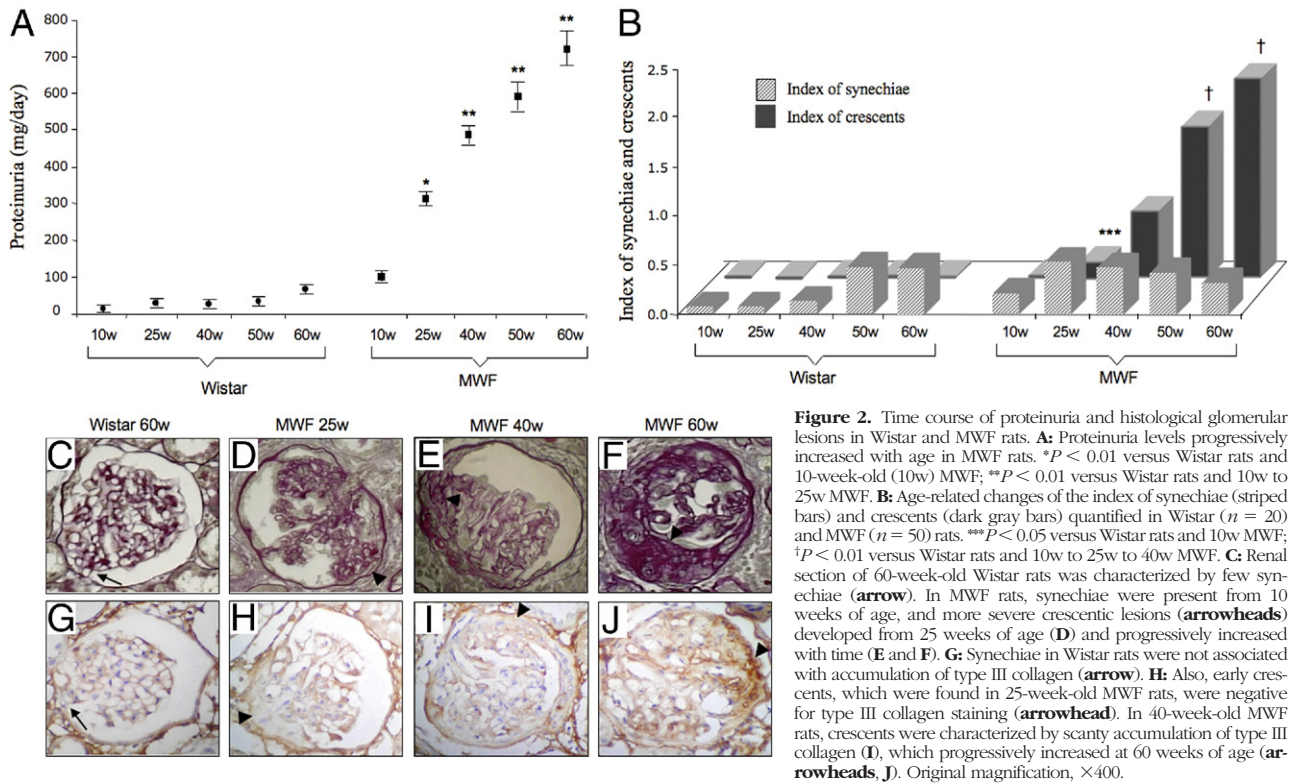 A
800
700
600
500
400
300
200
100
0
Proteinuria (mg/day)
*
**
**
**
10w 25w 40w 50w 60w 10w 25w 40w 50w 60w
Wistar MWF
B
2.5
2.0
1.5
1.0
0.5
0.0
Index of synechiae and crescents
Index of synechiae
Index of crescents
***
†
†
10w 25w 40w 50w 60w 10w 25w 40w 50w 60w
Wistar MWF
Wistar 60w MWF 25w MWF 40w MWF 60w
C D E F
G H I J
Figure 2. Time course of proteinuria and histological glomerular
lesions in Wistar and MWF rats. A: Proteinuria levels progressively
increased with age in MWF rats. *P < 0.01 versus Wistar rats and
10-week-old (10w) MWF; **P < 0.01 versus Wistar rats and 10w to
25w MWF. B: Age-related changes of the index of synechiae (striped
bars) and crescents (dark gray bars) quantified in Wistar (n = 20)
and MWF (n = 50) rats. ***P < 0.05 versus Wistar rats and 10w MWF;
†P < 0.01 versus Wistar rats and 10w to 25w to 40w MWF. C: Renal
section of 60-week-old Wistar rats was characterized by few syn-
echiae (arrow). In MWF rats, synechiae were present from 10
weeks of age, and more severe crescentic lesions (arrowheads)
developed from 25 weeks of age (D) and progressively increased
with time (E and F). G: Synechiae in Wistar rats were not associated
with accumulation of type III collagen (arrow). H: Also, early cres-
cents, which were found in 25-week-old MWF rats, were negative
for type III collagen staining (arrowhead). In 40-week-old MWF
rats, crescents were characterized by scanty accumulation of type III
collagen (I), which progressively increased at 60 weeks of age (ar-
rowheads, J). Original magnification, ×400.